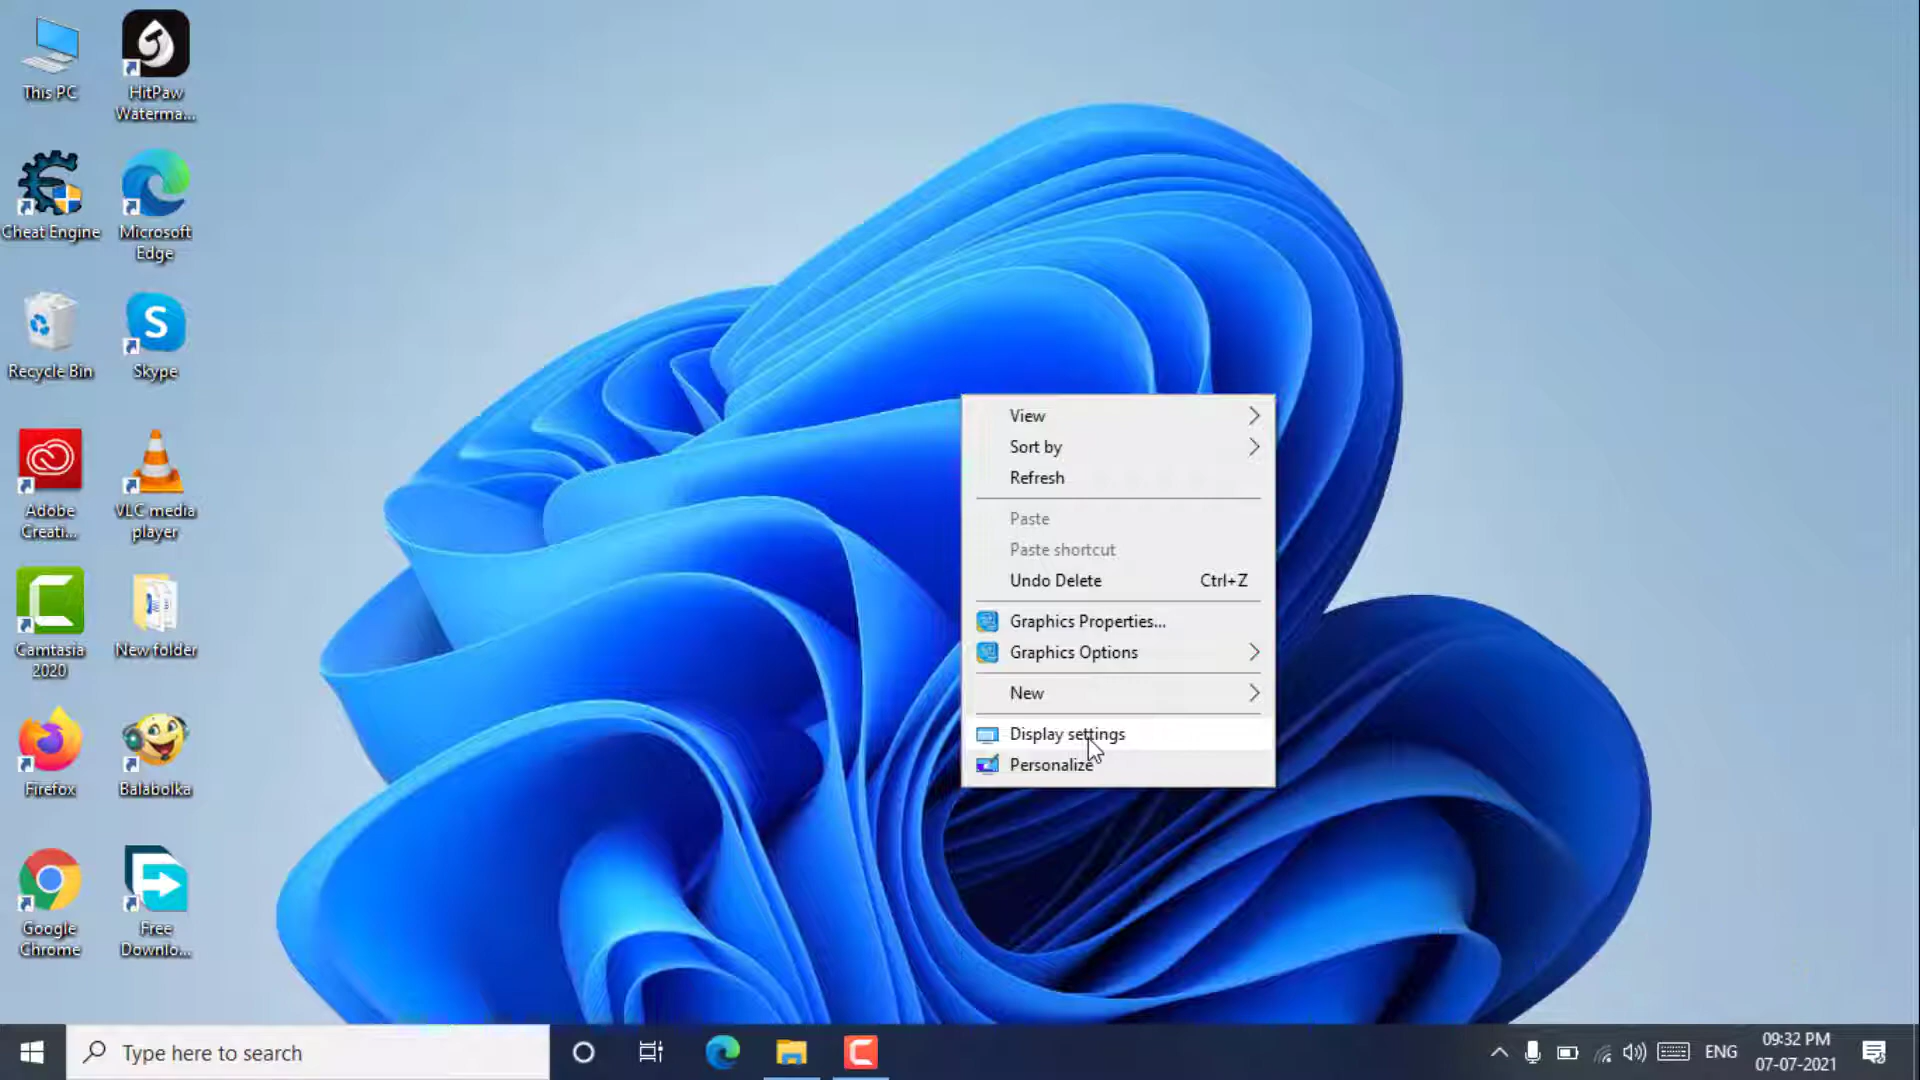 This PC
HitPaw
Waterma...
Cheat Engine
Microsoft
Edge
Recycle Bin
Skype
Adobe
Creati...
VLC media
player
Camtasia
2020
New folder
Firefox
Balabolka
Google
Chrome
Free
Downlo...
View
Sort by
Refresh
Paste
Paste shortcut
Undo Delete Ctrl+Z
Graphics Properties...
Graphics Options
New
Display settings
Personalize
Type here to search
ENG
09:32 PM
07-07-2021